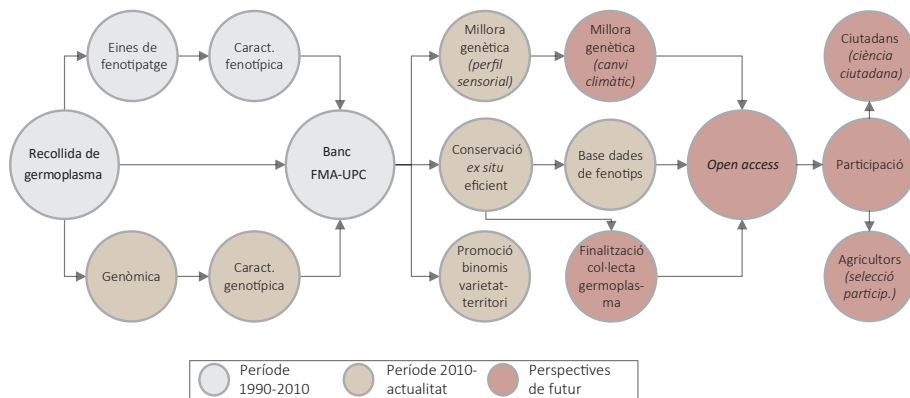 Eines de
fenotipatge
Caract.
fenotípica
Millora
genètica
(perfil
sensorial)
Millora
genètica
(canvi
climàtic)
Ciutadans
(ciència
ciutadana)
Recollida de
germoplasma
Banc
FMA-UPC
Conservació
ex situ
eficient
Base dades
de fenotips
Open access
Participació
Genòmica
Caract.
genotípica
Promoció
binomis
varietat-
territori
Finalització
col·lecta
germoplas-
ma
Agricultors
(selecció
particip.)
Període
1990-2010
Període 2010-
actualitat
Perspectives
de futur